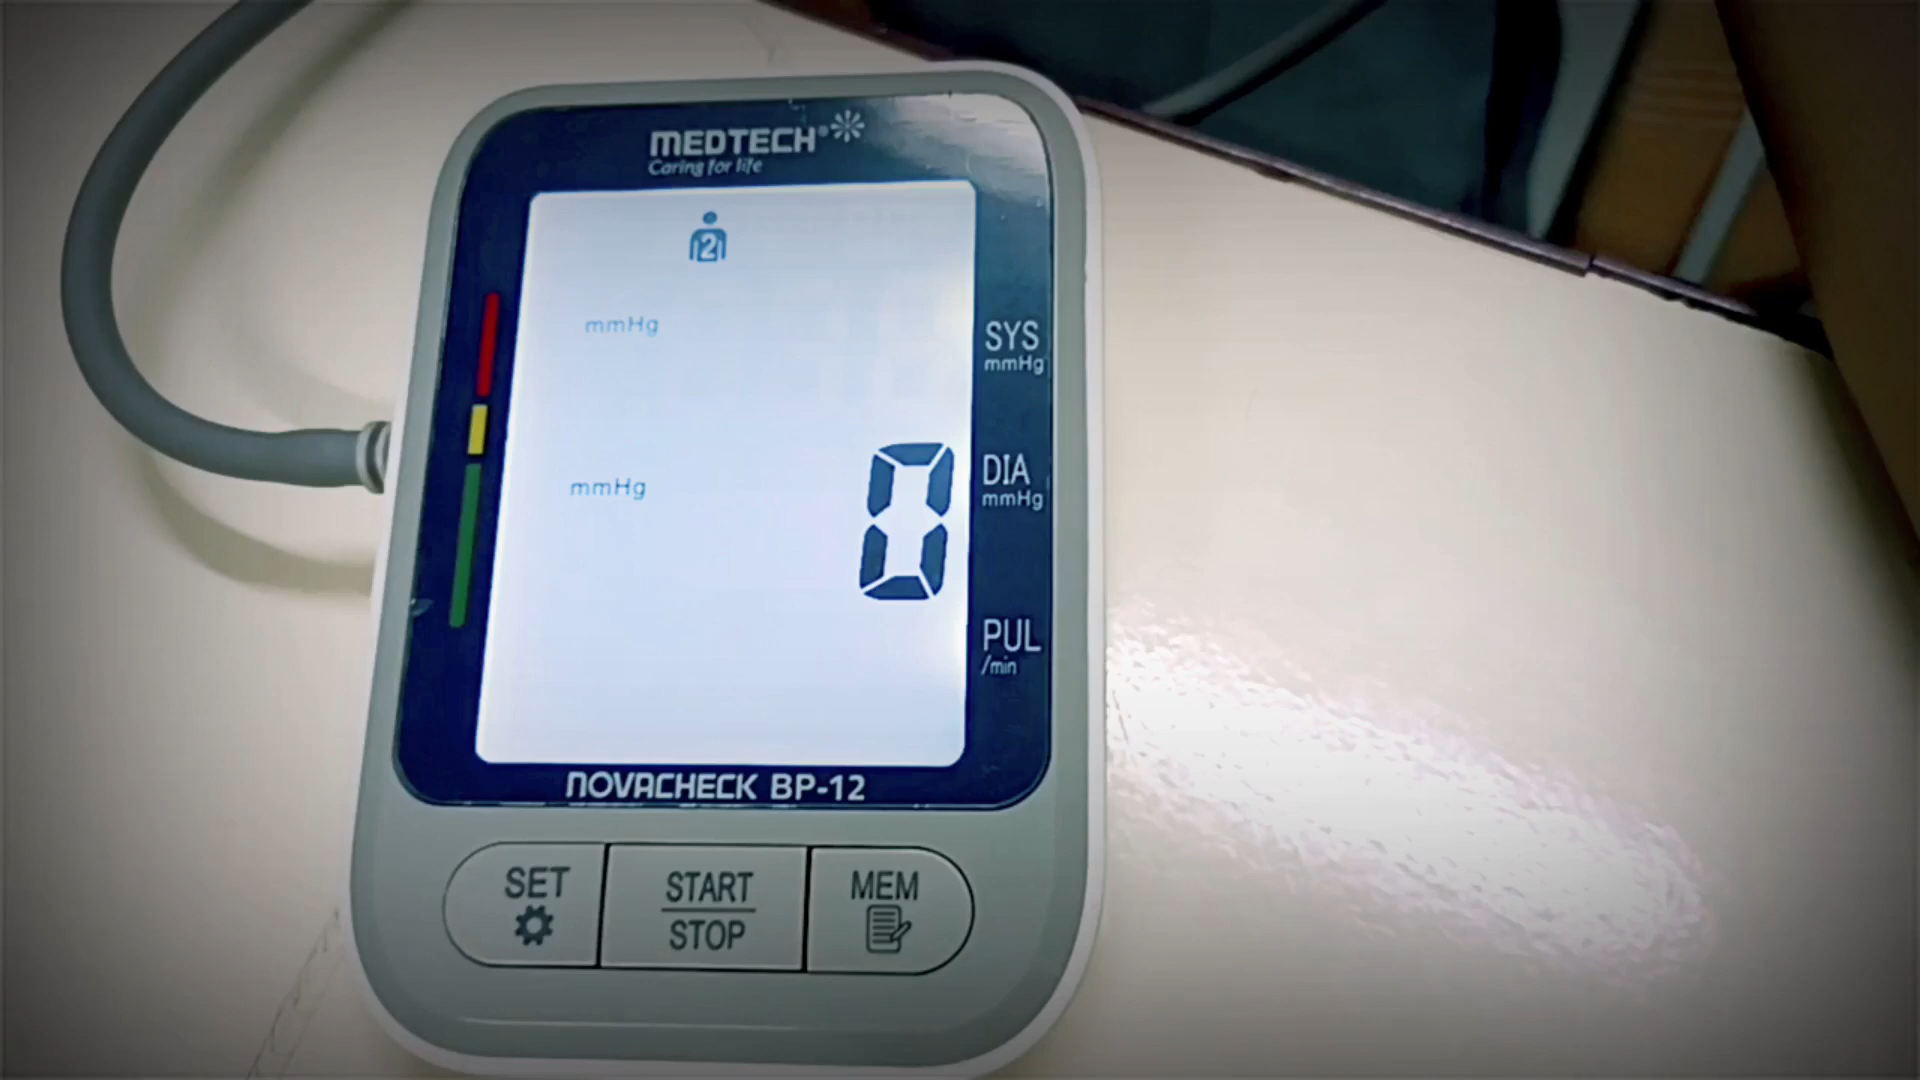 MEDTECH®
Caring for life
2
mmHg
SYS
mmHg
mmHg
0
DIA
mmHg
PUL
/min
NOVACHECK BP-12
SET
START
STOP
MEM